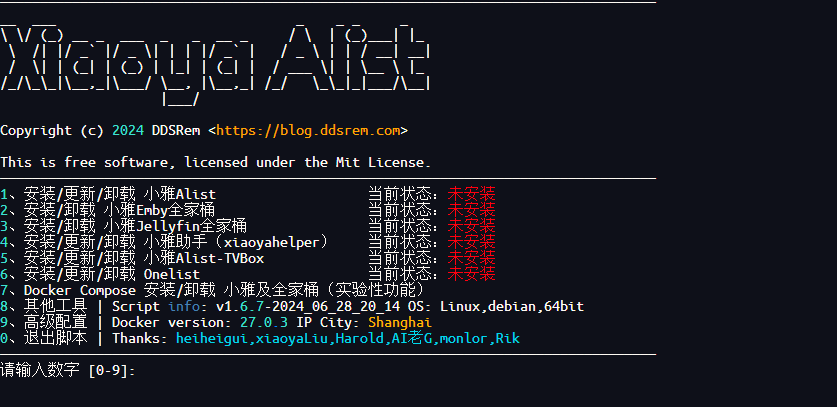 Xiaoya Alist
Copyright (c) 2024 DDSRem <https://blog.ddsrem.com>
This is free software, licensed under the Mit License.
1、安装/更新/卸载 小雅Alist 当前状态：未安装
2、安装/更新/卸载 小雅Emby全家桶 当前状态：未安装
3、安装/更新/卸载 小雅Jellyfin全家桶 当前状态：未安装
4、安装/更新/卸载 小雅助手（xiaoyahelper） 当前状态：未安装
5、安装/更新/卸载 小雅Alist-TVBox 当前状态：未安装
6、安装/更新/卸载 Onelist 当前状态：未安装
7、Docker Compose 安装/卸载 小雅及全家桶（实验性功能）
8、其他工具 | Script info: v1.6.7-2024_06_28_20_14 OS: Linux,debian,64bit
9、高级配置 | Docker version: 27.0.3 IP City: Shanghai
0、退出脚本 | Thanks: heiheigui,xiaoyaLiu,Harold,AI老G,monlor,Rik
请输入数字 [0-9]: